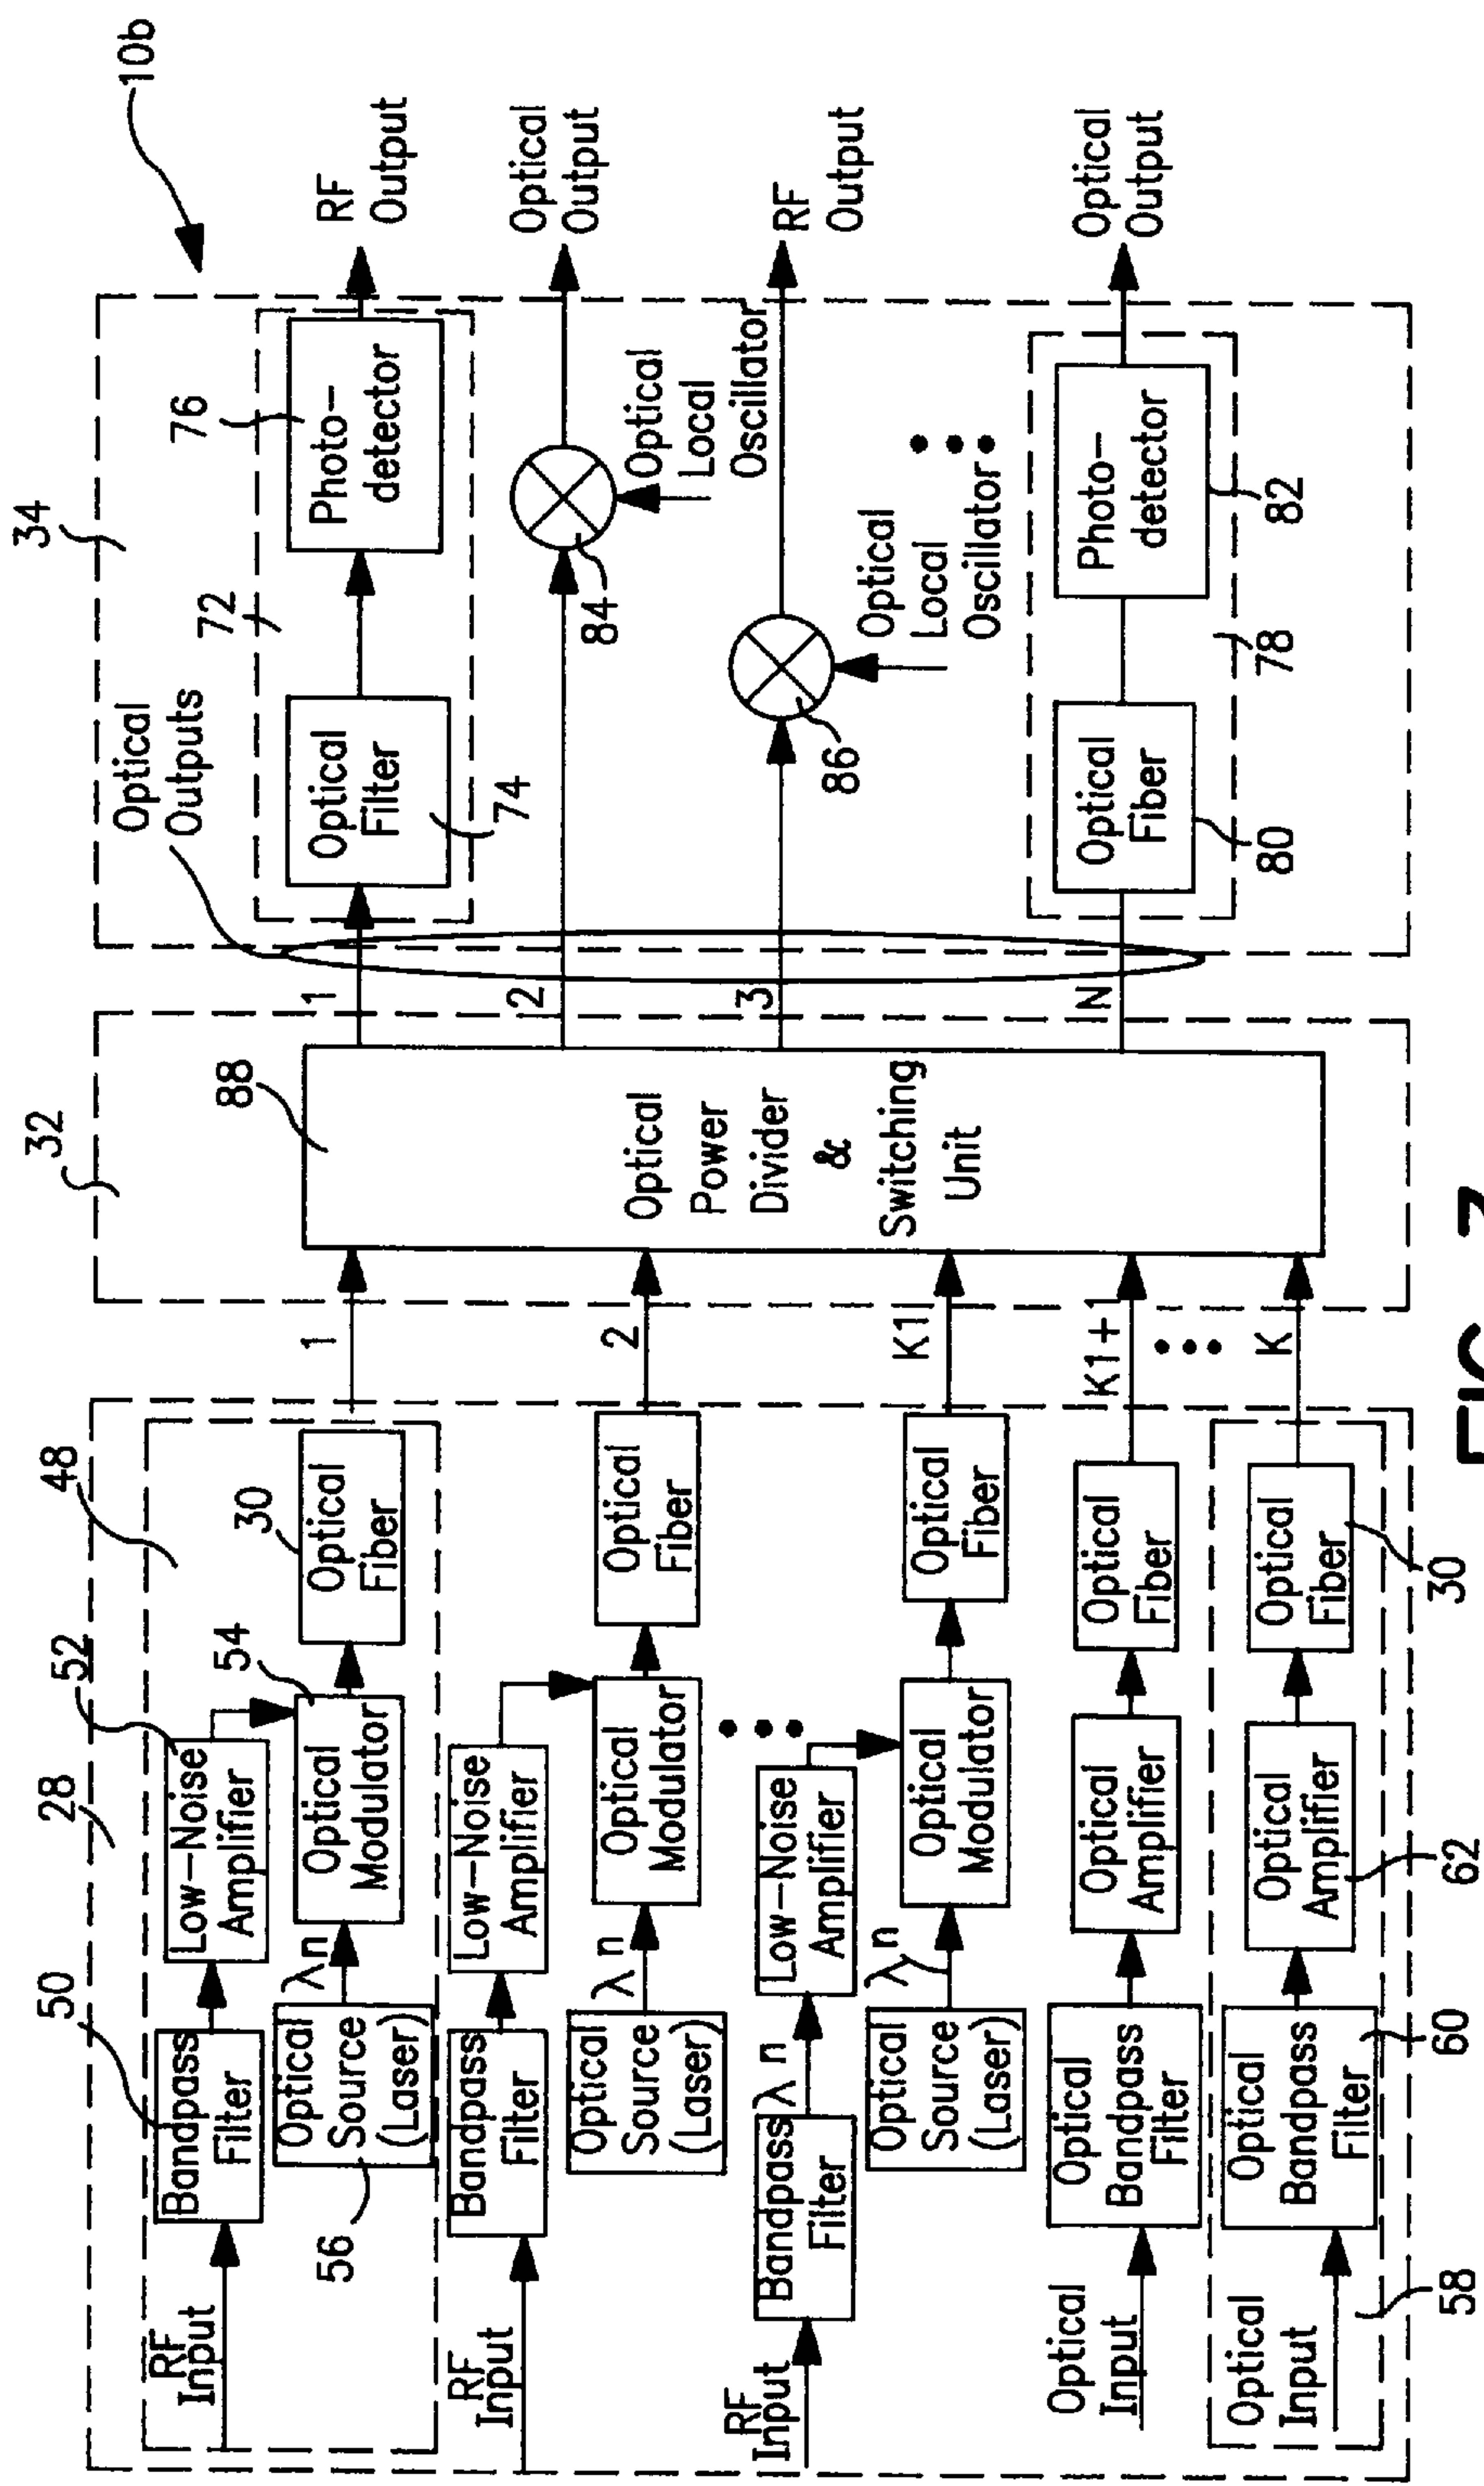 10b
28
48
50
52
RF
Input
Bandpass
Filter
Low-Noise
Amplifier
54
30
Optical
Source
(Laser)
56
λn
Optical
Modulator
Optical
Fiber
1
RF
Input
Bandpass
Filter
Low-Noise
Amplifier
Optical
Source
(Laser)
λn
Optical
Modulator
Optical
Fiber
2
RF
Input
Bandpass
Filter
λn
Low-Noise
Amplifier
Optical
Source
(Laser)
λn
Optical
Modulator
Optical
Fiber
K1
Optical
Input
Optical
Bandpass
Filter
Optical
Amplifier
Optical
Fiber
K1+1
Optical
Input
Optical
Bandpass
Filter
Optical
Amplifier
Optical
Fiber
K
58
60
62
30
32
88
Optical
Power
Divider
&
Switching
Unit
Optical
Outputs
34
1
72
Optical
Filter
74
76
Photo-
detector
RF
Output
2
84
Optical
Local
Oscillator
Optical
Output
3
86
Optical
Local
Oscillator
RF
Output
N
Optical
Fiber
80
Photo-
detector
82
78
Optical
Output